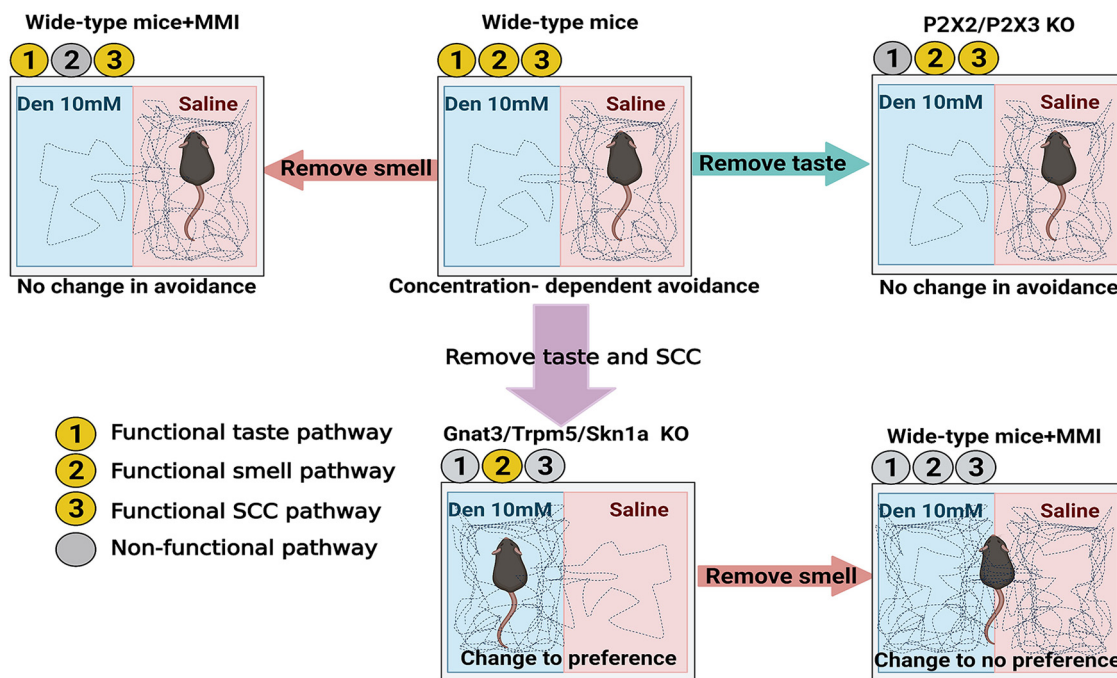 Wide-type mice+MMI
1 2 3
Den 10mM
Saline
No change in avoidance
Remove smell
Wide-type mice
1 2 3
Den 10mM
Saline
Concentration- dependent avoidance
Remove taste
P2X2/P2X3 KO
1 2 3
Den 10mM
Saline
No change in avoidance
Remove taste and SCC
1 Functional taste pathway
2 Functional smell pathway
3 Functional SCC pathway
Non-functional pathway
Gnat3/Trpm5/Skn1a KO
1 2 3
Den 10mM
Saline
Change to preference
Remove smell
Wide-type mice+MMI
1 2 3
Den 10mM
Saline
Change to no preference